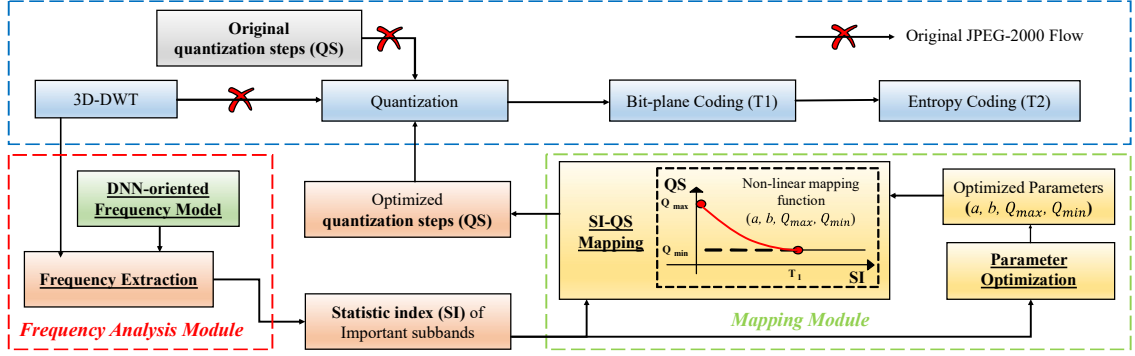 Original
quantization steps (QS)
Original JPEG-2000 Flow
3D-DWT
Quantization
Bit-plane Coding (T1)
Entropy Coding (T2)
DNN-oriented
Frequency Model
Frequency Extraction
Frequency Analysis Module
Optimized
quantization steps (QS)
Statistic index (SI) of
Important subbands
SI-QS
Mapping
QS
Q max
Q min
T 1
SI
Non-linear mapping
function
(a, b, Qmax, Qmin)
Optimized Parameters
(a, b, Qmax, Qmin)
Parameter
Optimization
Mapping Module